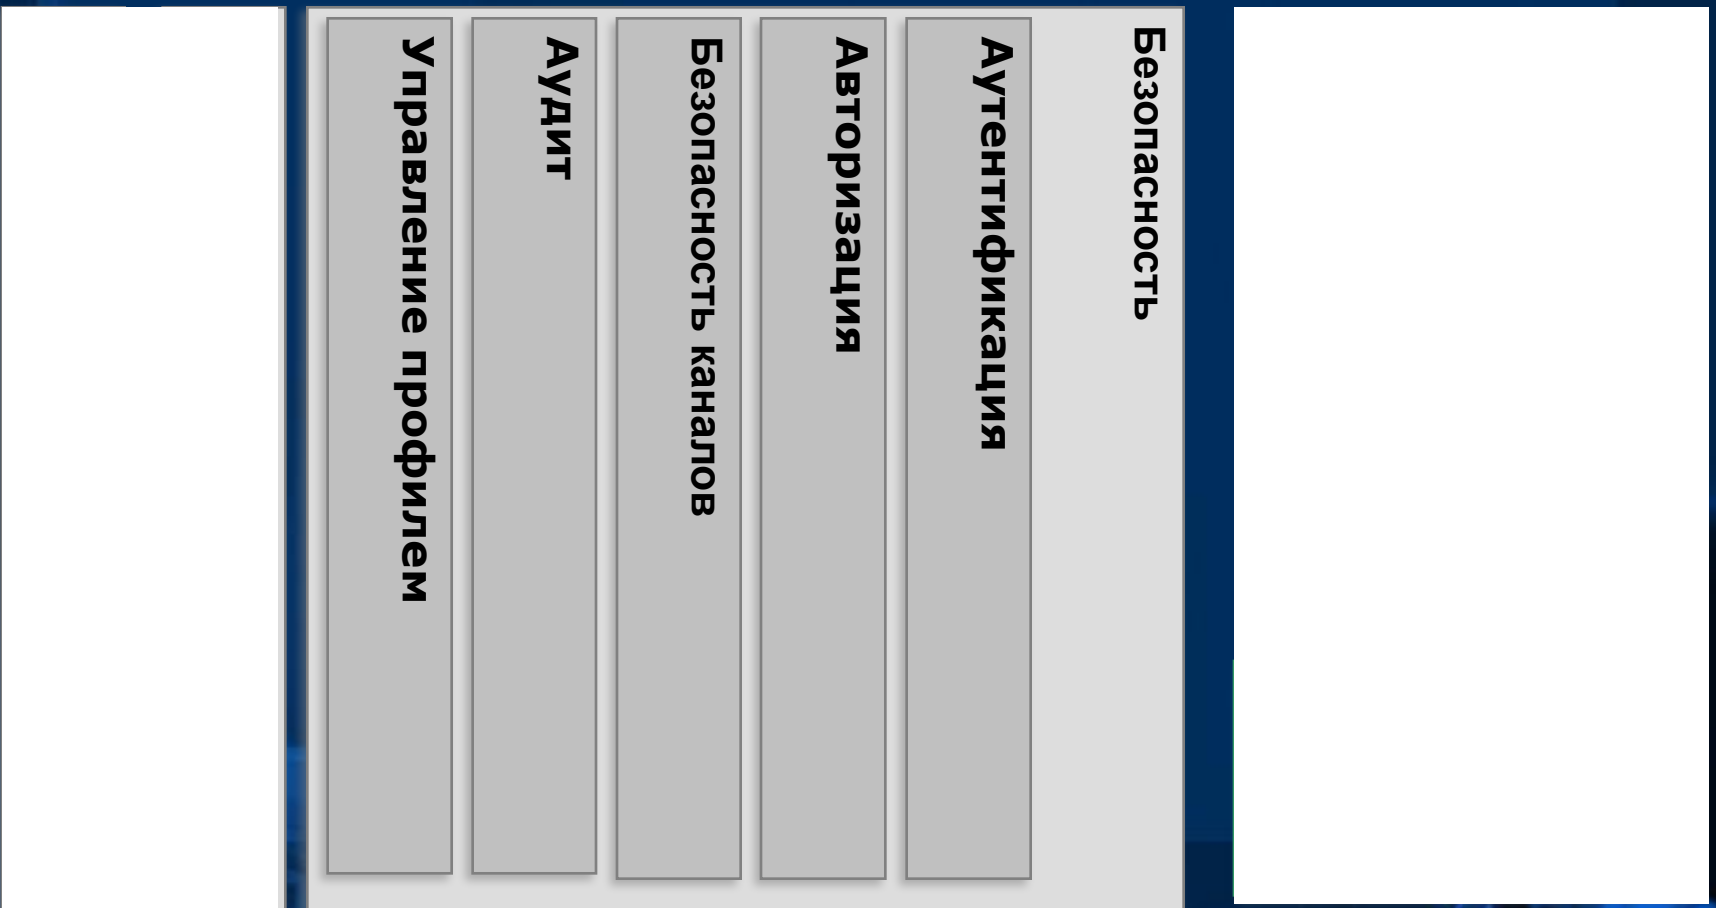 Безопасность
Аутентификация
Авторизация
Безопасность каналов
Аудит
Управление профилем